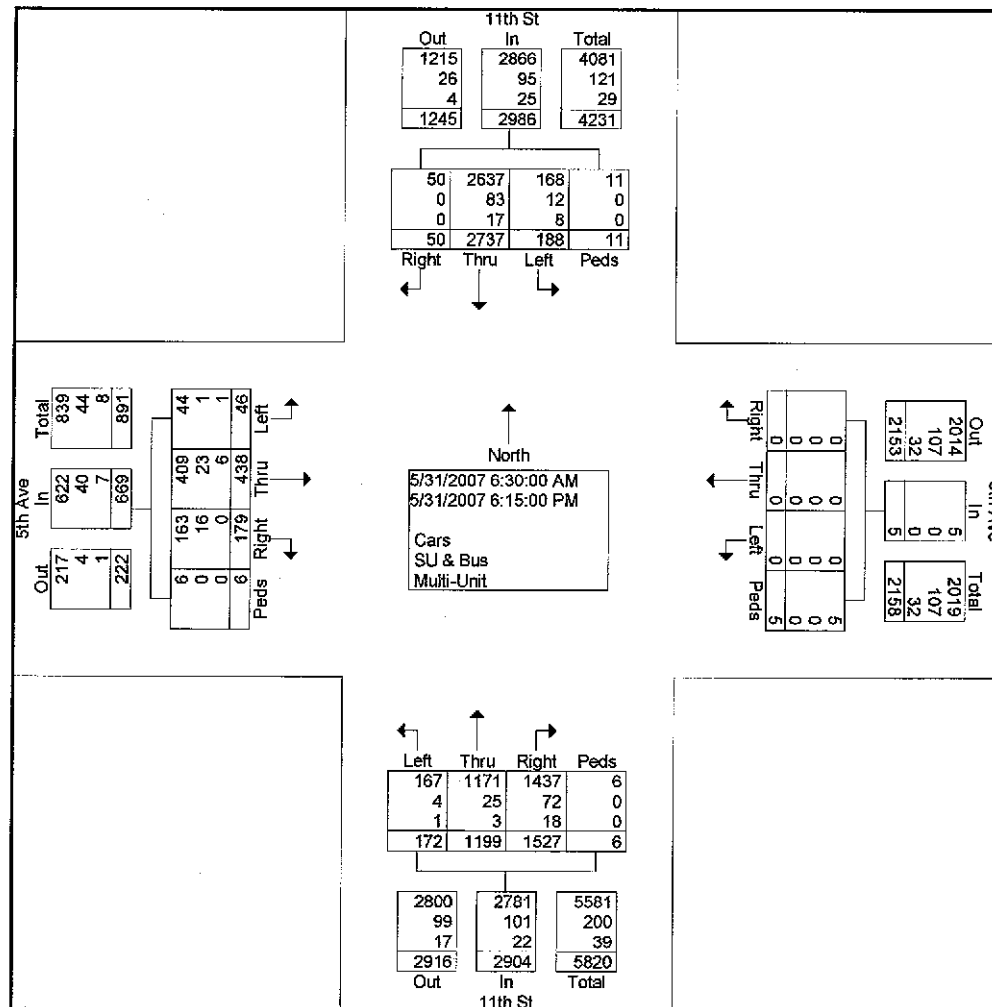 11th St
Out In Total
1215 2866 4081
26 95 121
4 25 29
1245 2986 4231
50 2637 168 11
0 83 12 0
0 17 8 0
50 2737 188 11
Right Thru Left Peds
5th Ave
Total
839
44
8
891
In
622
40
7
669
Out
217
4
1
222
44 1 1 46
Left
409 23 6 438
Thru
163 16 0 179
Right
6 0 0 6
Peds
North
5/31/2007 6:30:00 AM
5/31/2007 6:15:00 PM
Cars
SU & Bus
Multi-Unit
Right
0 0 0 0
Thru
0 0 0 0
Left
0 0 0 0
Peds
5 0 0 5
Out
2014
107
32
2153
In
5
0
0
5
Total
2019
107
32
2158
Left Thru Right Peds
167 1171 1437 6
4 25 72 0
1 3 18 0
172 1199 1527 6
2800 2781 5581
99 101 200
17 22 39
2916 2904 5820
Out In Total
11th St